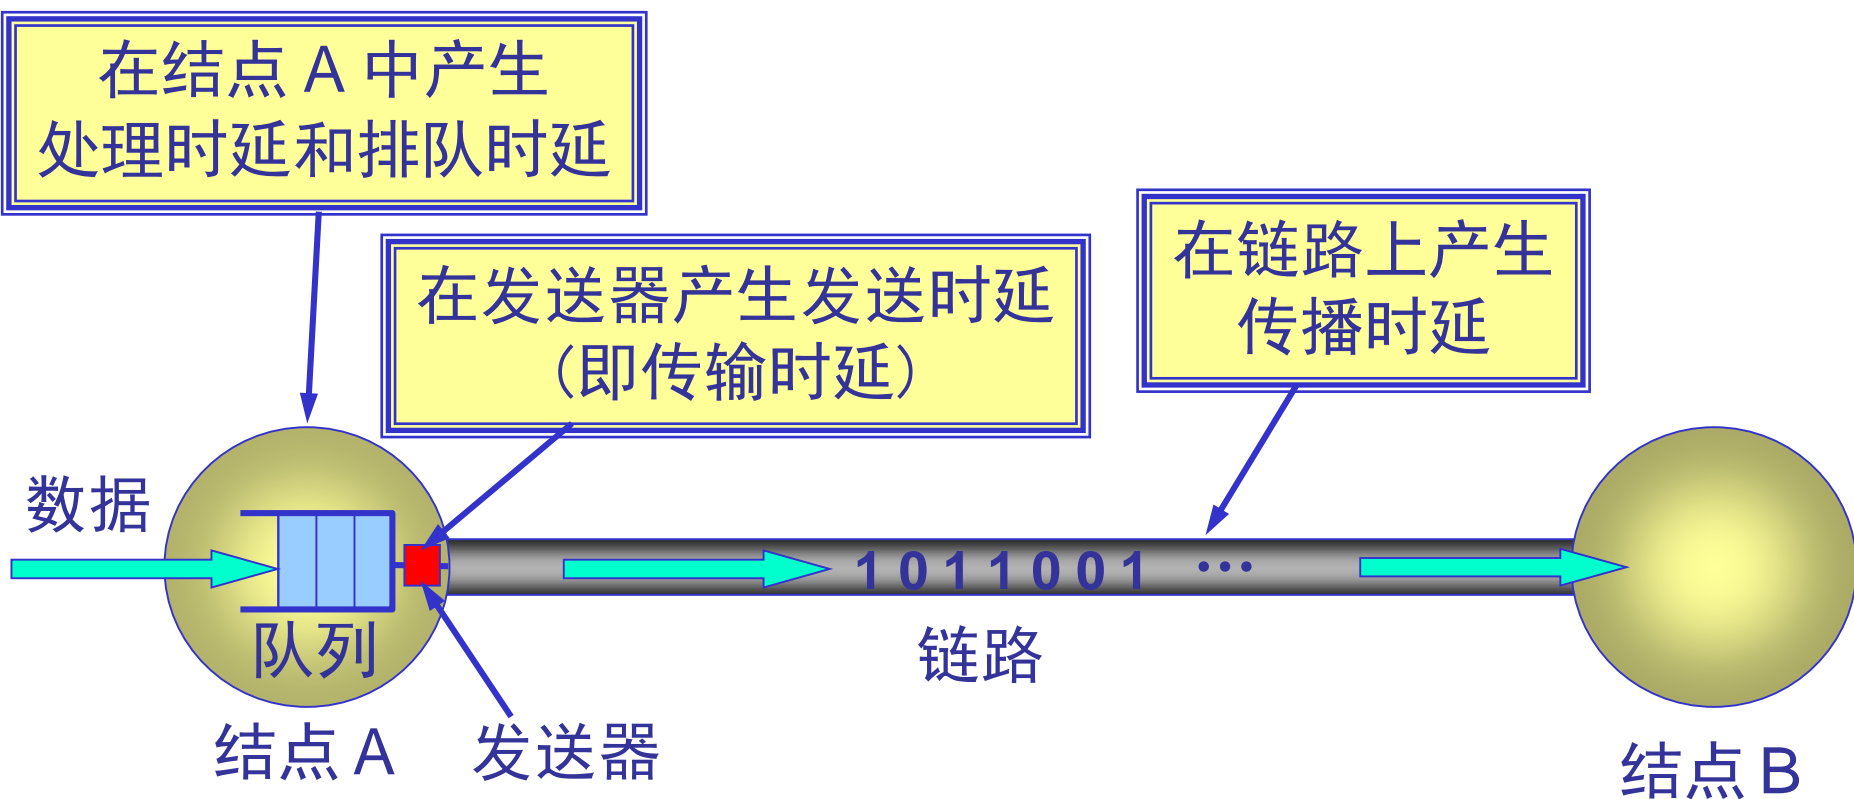 在结点 A 中产生
处理时延和排队时延
在发送器产生发送时延
(即传输时延)
在链路上产生
传播时延
数据
1 0 1 1 0 0 1 …
队列
链路
结点 A
发送器
结点 B